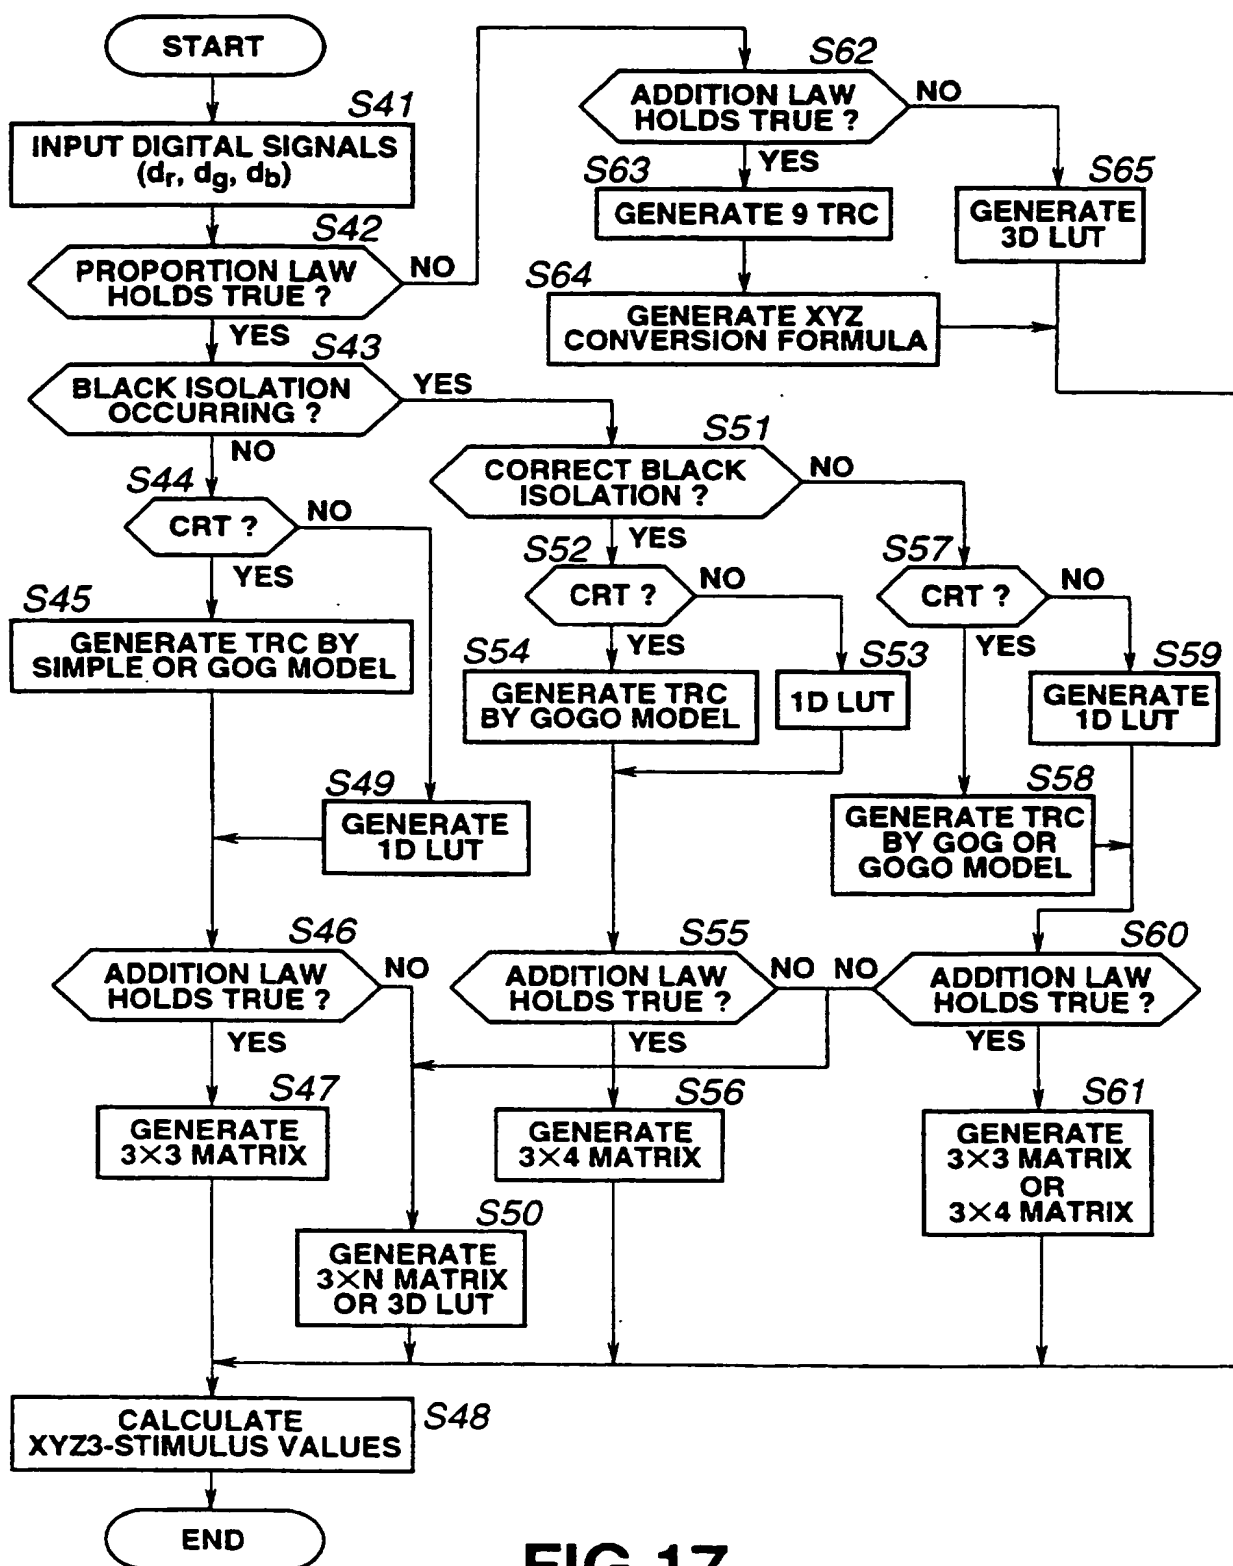 START
S41
INPUT DIGITAL SIGNALS
(dr, dg, db)
S42
PROPORTION LAW
HOLDS TRUE ?
NO
YES
S43
BLACK ISOLATION
OCCURRING ?
YES
NO
S44
CRT ?
NO
YES
S45
GENERATE TRC BY
SIMPLE OR GOG MODEL
S49
GENERATE
1D LUT
S46
ADDITION LAW
HOLDS TRUE ?
NO
YES
S47
GENERATE
3×3 MATRIX
S50
GENERATE
3×N MATRIX
OR 3D LUT
CALCULATE
XYZ3-STIMULUS VALUES
S48
END
S62
ADDITION LAW
HOLDS TRUE ?
NO
YES
S63
GENERATE 9 TRC
S64
GENERATE XYZ
CONVERSION FORMULA
S65
GENERATE
3D LUT
S51
CORRECT BLACK
ISOLATION ?
NO
YES
S52
CRT ?
NO
YES
S54
GENERATE TRC
BY GOGO MODEL
S53
1D LUT
S55
ADDITION LAW
HOLDS TRUE ?
NO
YES
S56
GENERATE
3×4 MATRIX
S57
CRT ?
NO
YES
S59
GENERATE
1D LUT
S58
GENERATE TRC
BY GOG OR
GOGO MODEL
S60
NO
ADDITION LAW
HOLDS TRUE ?
YES
S61
GENERATE
3×3 MATRIX
OR
3×4 MATRIX
FIG.17